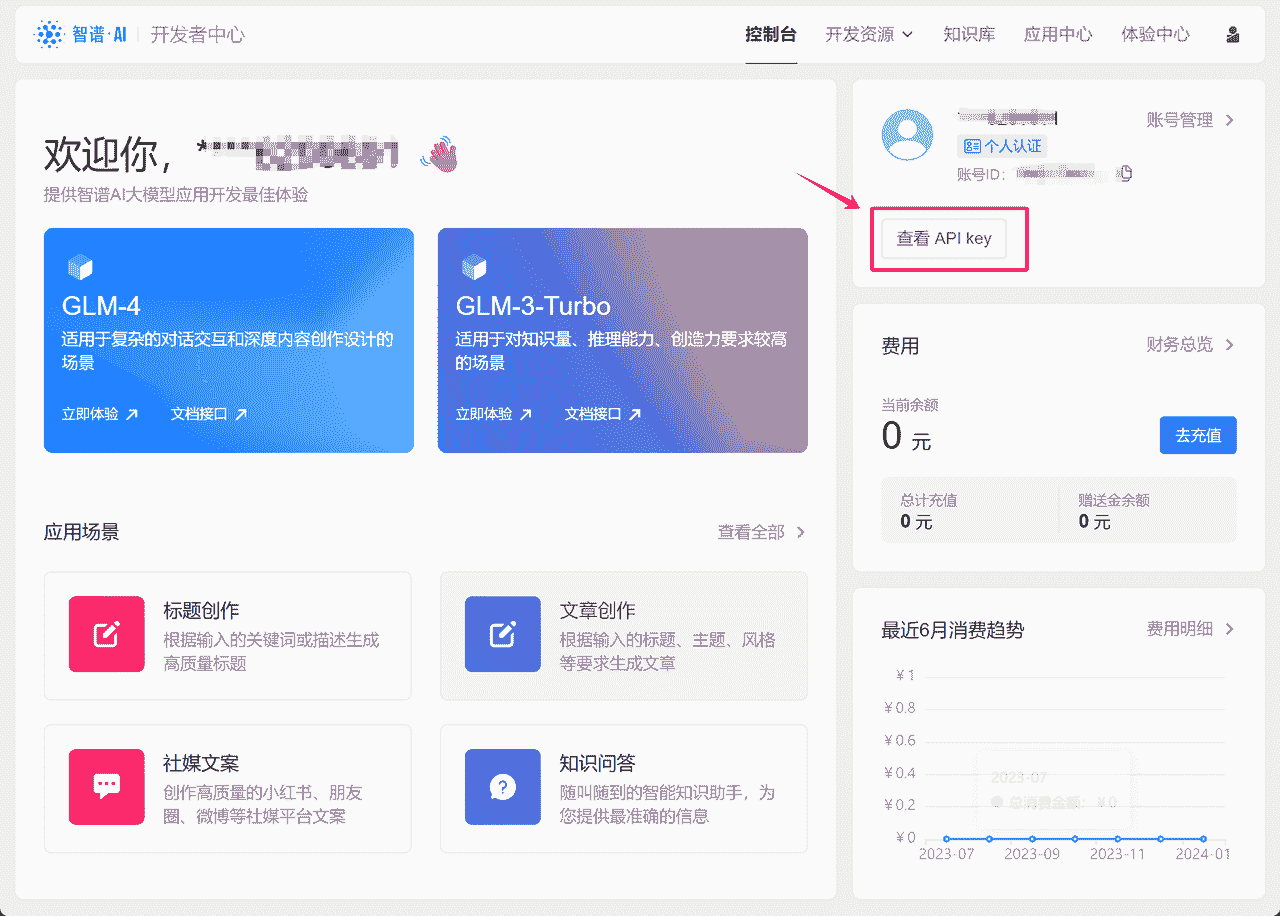 智谱·AI 开发者中心
控制台 开发资源 知识库 应用中心 体验中心
欢迎你，
提供智谱AI大模型应用开发最佳体验
GLM-4
适用于复杂的对话交互和深度内容创作设计的
场景
立即体验 文档接口
GLM-3-Turbo
适用于对知识量、推理能力、创造力要求较高
的场景
立即体验 文档接口
应用场景 查看全部
标题创作
根据输入的关键词或描述生成
高质量标题
文章创作
根据输入的标题、主题、风格
等要求生成文章
社媒文案
创作高质量的小红书、朋友
圈、微博等社媒平台文案
知识问答
随叫随到的智能知识助手，为
您提供最准确的信息
账号管理
个人认证
账号ID：
查看 API key
费用 财务总览
当前余额
0 元
去充值
总计充值
0 元
赠送金余额
0 元
最近6月消费趋势 费用明细
¥ 1
¥ 0.8
¥ 0.6
¥ 0.4
¥ 0.2
¥ 0
2023-07
总消费金额： ¥ 0
2023-07 2023-09 2023-11 2024-01